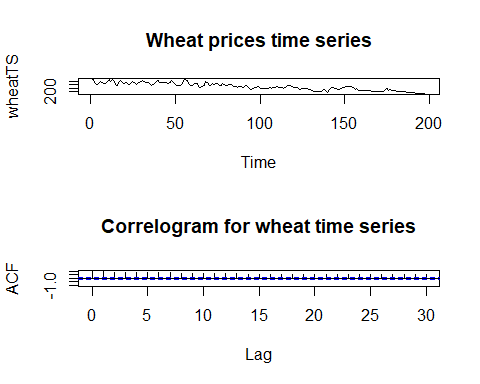 Wheat prices time series
wheatTS
200
0 50 100 150 200
Time
Correlogram for wheat time series
ACF
-1.0
0 5 10 15 20 25 30
Lag